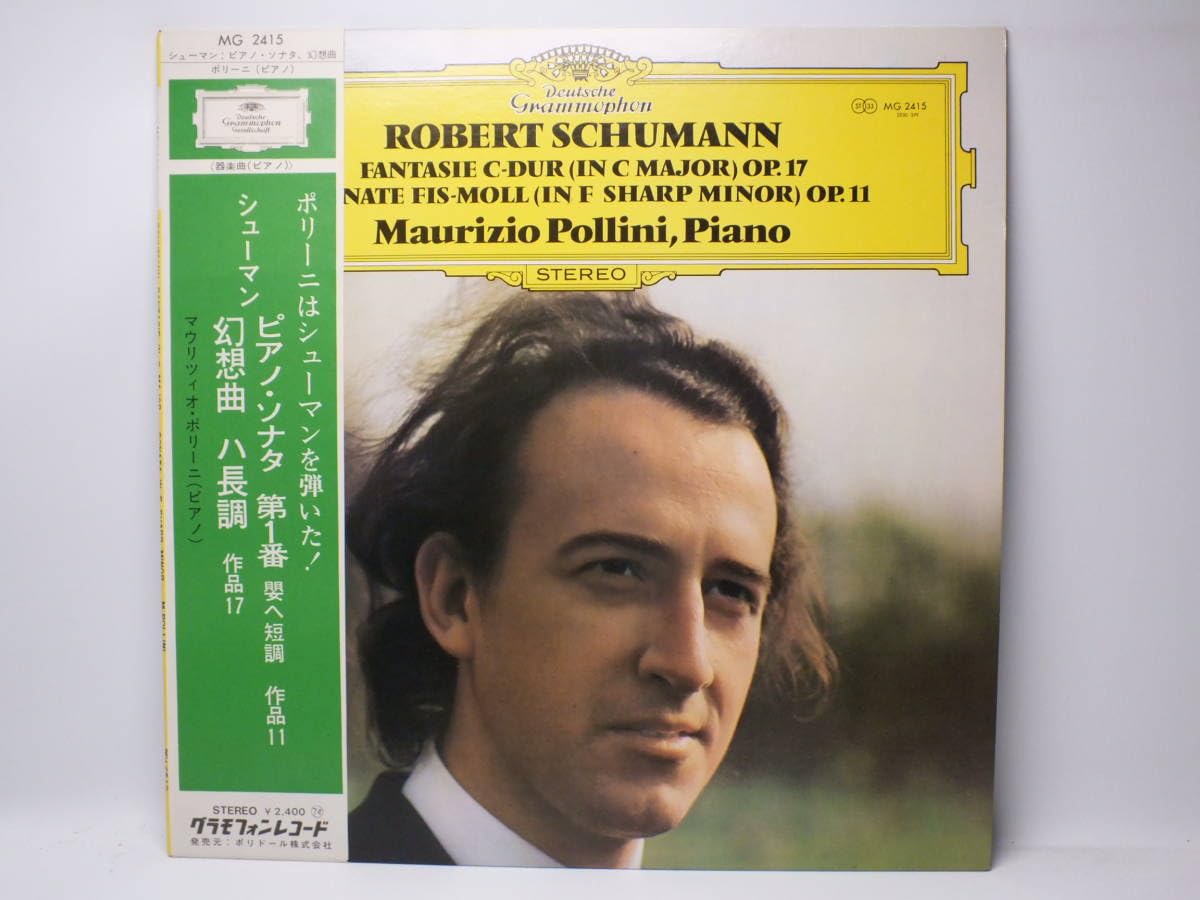 MG 2415
シューマン:ピアノ・ソナタ、幻想曲
ポリーニ(ピアノ)
Deutsche
Grammophon
Gesellschaft
〈器楽曲(ピアノ)〉
ポリーニはシューマンを弾いた!
シューマン
ピアノ・ソナタ 第1番 嬰ヘ短調 作品11
幻想曲 ハ長調 作品17
マウリツィオ・ポリーニ(ピアノ)
STEREO ¥2,400 74
グラモフォンレコード
発売元:ポリドール株式会社
Deutsche
Grammophon
ST 33 MG 2415
ROBERT SCHUMANN
FANTASIE C-DUR (IN C MAJOR) OP. 17
NATE FIS-MOLL (IN F SHARP MINOR) OP. 11
Maurizio Pollini, Piano
STEREO